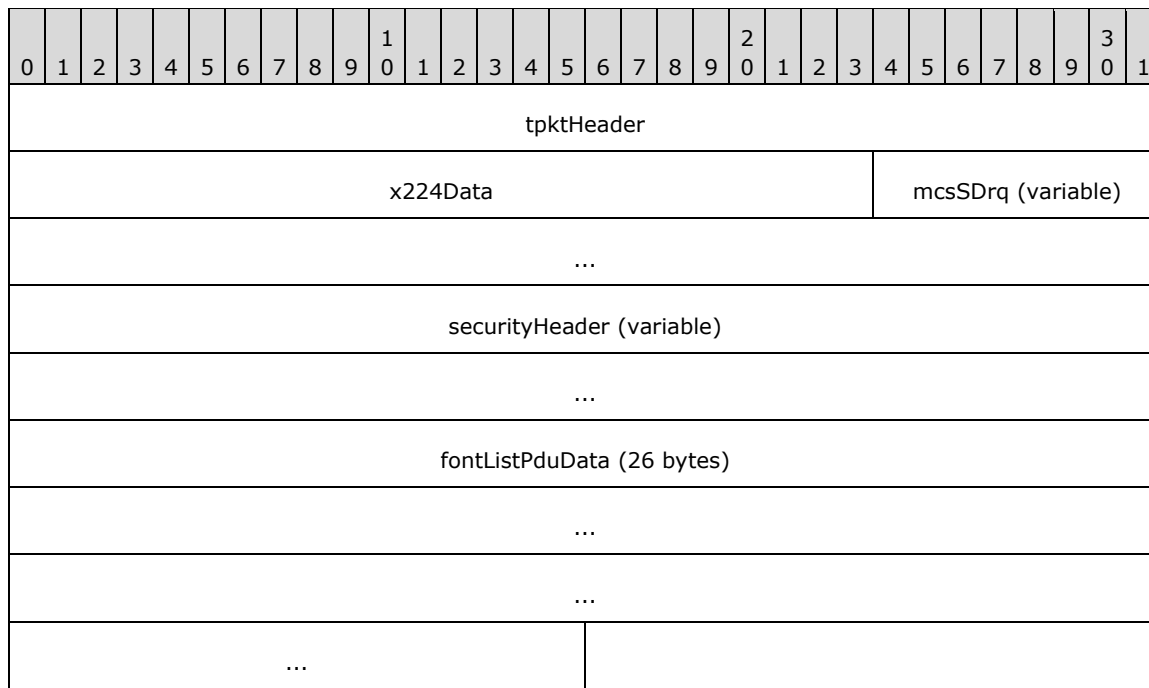 1 2 3
0 1 2 3 4 5 6 7 8 9 0 1 2 3 4 5 6 7 8 9 0 1 2 3 4 5 6 7 8 9 0 1
tpktHeader
x224Data mcsSDrq (variable)
...
securityHeader (variable)
...
fontListPduData (26 bytes)
...
...
...